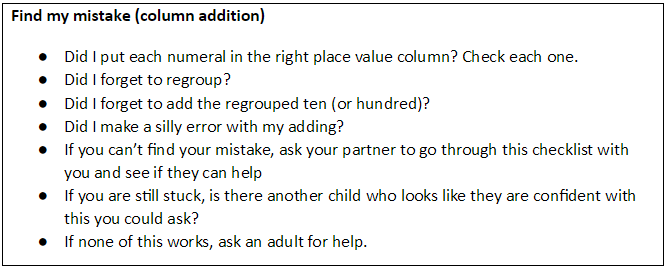 Find my mistake (column addition)
● Did I put each numeral in the right place value column? Check each one.
● Did I forget to regroup?
● Did I forget to add the regrouped ten (or hundred)?
● Did I make a silly error with my adding?
● If you can’t find your mistake, ask your partner to go through this checklist with
you and see if they can help
● If you are still stuck, is there another child who looks like they are confident with
this you could ask?
● If none of this works, ask an adult for help.